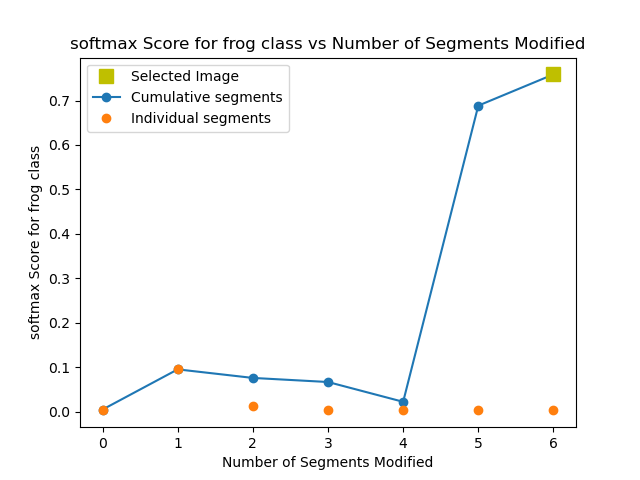 softmax Score for frog class vs Number of Segments Modified
Selected Image
Cumulative segments
Individual segments
softmax Score for frog class
0.7
0.6
0.5
0.4
0.3
0.2
0.1
0.0
0 1 2 3 4 5 6
Number of Segments Modified